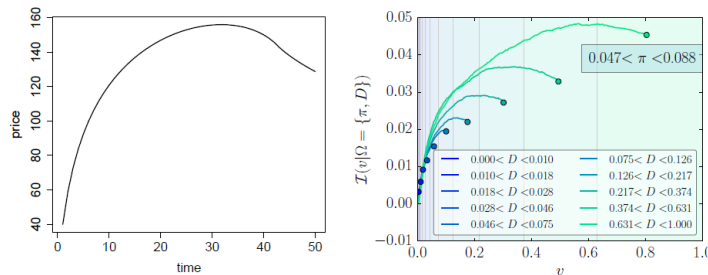 160
140
120
100
80
60
40
price
0
10
20
30
40
50
time
0.05
0.04
0.03
0.02
0.01
0.00
−0.01
I(v|Ω = {π, D})
0.047< π <0.088
0.000< D <0.010
0.010< D <0.018
0.018< D <0.028
0.028< D <0.046
0.046< D <0.075
0.075< D <0.126
0.126< D <0.217
0.217< D <0.374
0.374< D <0.631
0.631< D <1.000
0.0
0.2
0.4
0.6
0.8
1.0
v